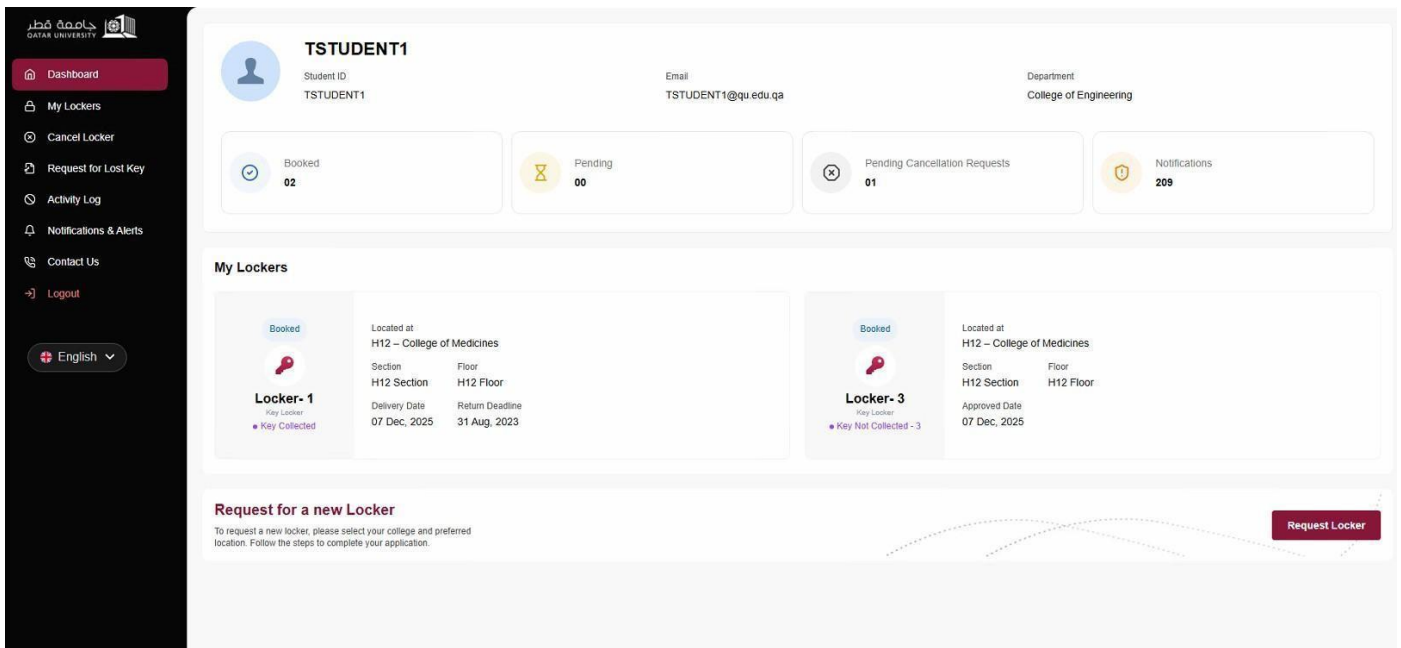 جامعة قطر
QATAR UNIVERSITY
Dashboard
My Lockers
Cancel Locker
Request for Lost Key
Activity Log
Notifications & Alerts
Contact Us
Logout
English
TSTUDENT1
Student ID
TSTUDENT1
Email
TSTUDENT1@qu.edu.qa
Department
College of Engineering
Booked
02
Pending
00
Pending Cancellation Requests
01
Notifications
209
My Lockers
Booked
Locker- 1
Key Locker
Key Collected
Located at
H12 – College of Medicines
Section Floor
H12 Section H12 Floor
Delivery Date Return Deadline
07 Dec, 2025 31 Aug, 2023
Booked
Locker- 3
Key Locker
Key Not Collected - 3
Located at
H12 – College of Medicines
Section Floor
H12 Section H12 Floor
Approved Date
07 Dec, 2025
Request for a new Locker
To request a new locker, please select your college and preferred
location. Follow the steps to complete your application.
Request Locker